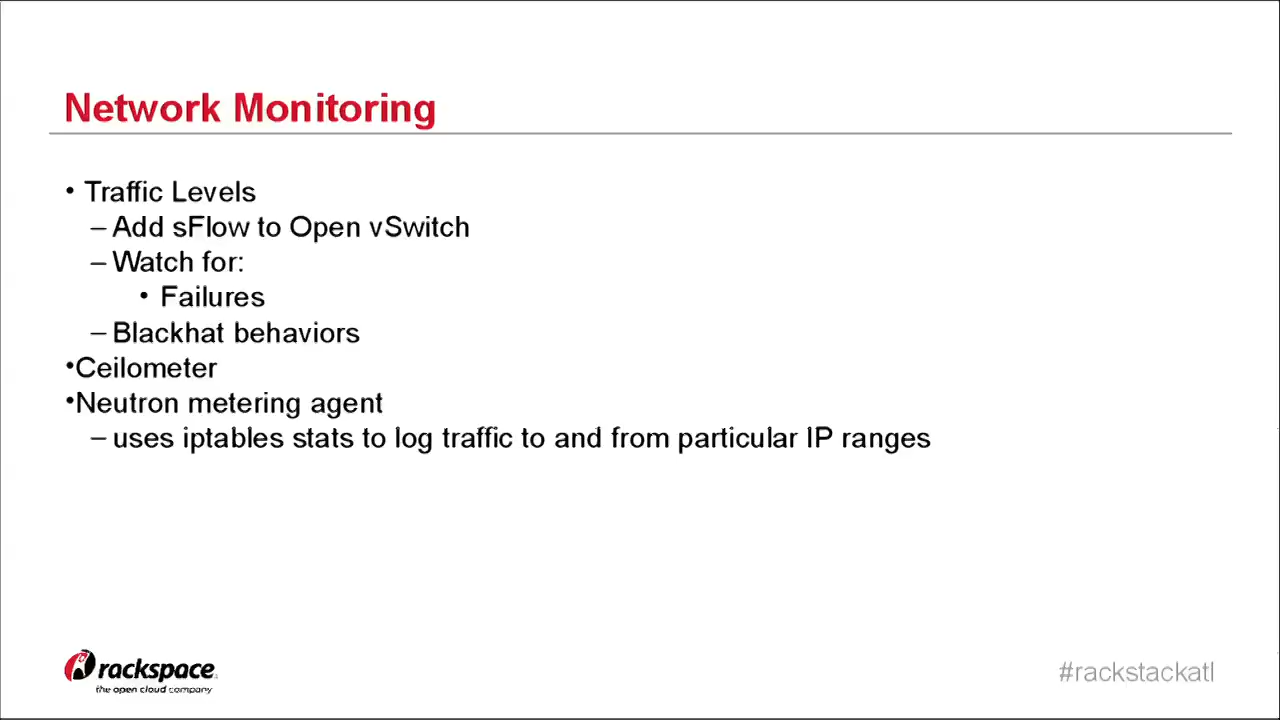 Network Monitoring
• Traffic Levels
– Add sFlow to Open vSwitch
– Watch for:
• Failures
– Blackhat behaviors
•Ceilometer
•Neutron metering agent
– uses iptables stats to log traffic to and from particular IP ranges
rackspace
the open cloud company
#rackstackatl